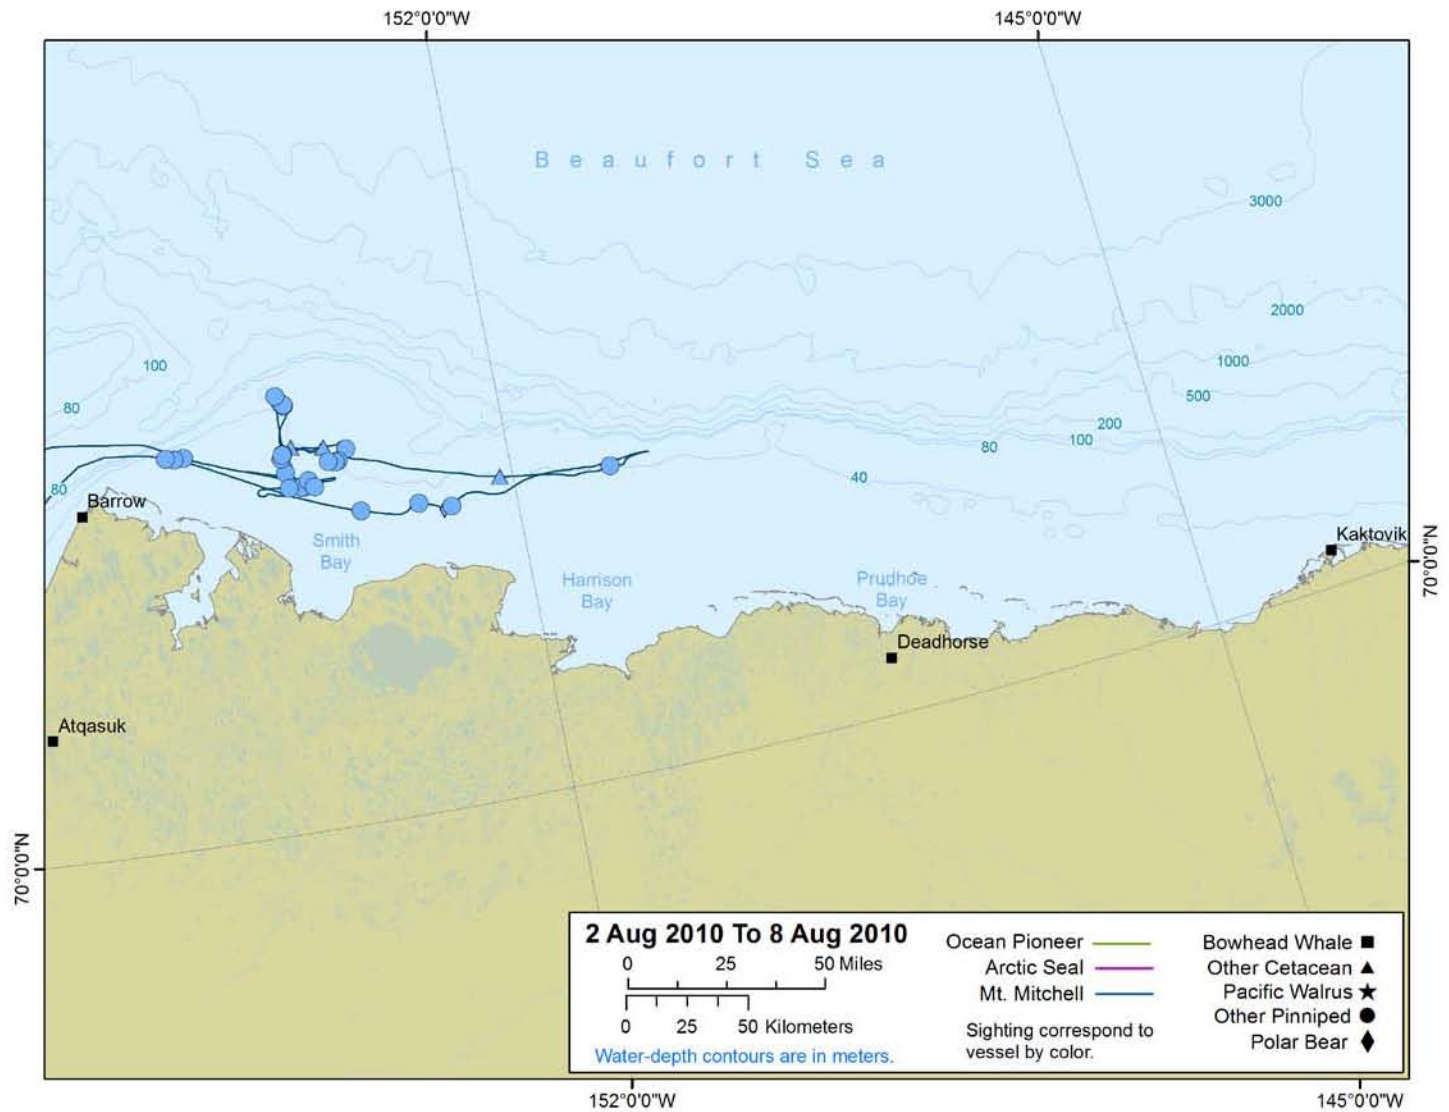 152°0'0"W
145°0'0"W
Beaufort Sea
3000
2000
1000
500
200
100
80
40
100
80
80
Barrow
Smith
Bay
Harrison
Bay
Prudhoe
Bay
Kaktovik
70°0'0"N
Deadhorse
Atqasuk
70°0'0"N
2 Aug 2010 To 8 Aug 2010
0 25 50 Miles
0 25 50 Kilometers
Water-depth contours are in meters.
Ocean Pioneer
Arctic Seal
Mt. Mitchell
Sighting correspond to
vessel by color.
Bowhead Whale
Other Cetacean
Pacific Walrus
Other Pinniped
Polar Bear
152°0'0"W
145°0'0"W